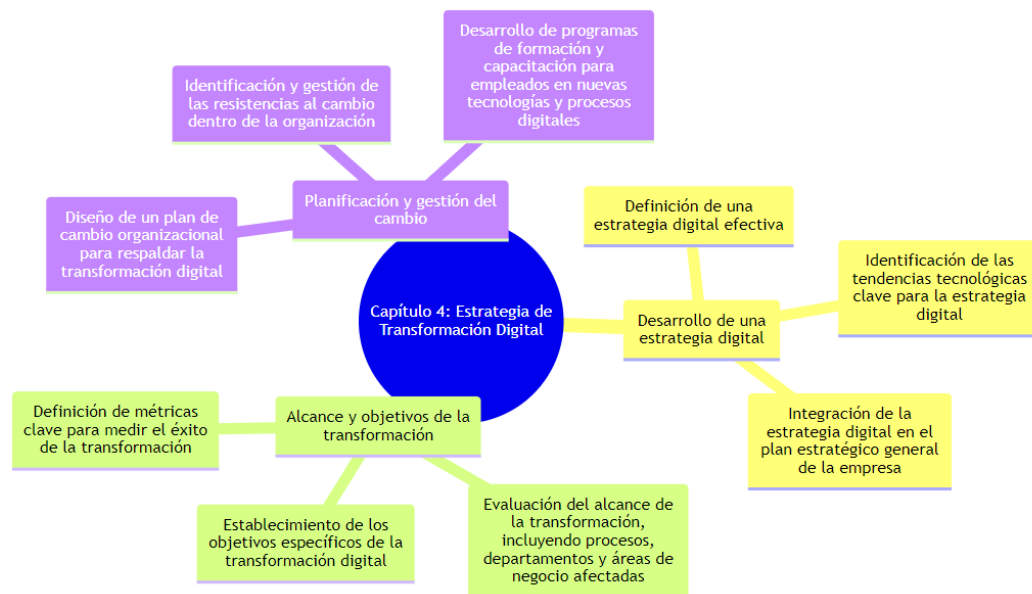 Desarrollo de programas
de formación y
capacitación para
empleados en nuevas
tecnologías y procesos
digitales
Identificación y gestión de
las resistencias al cambio
dentro de la organización
Planificación y gestión del
cambio
Diseño de un plan de
cambio organizacional
para respaldar la
transformación digital
Definición de una
estrategia digital efectiva
Identificación de las
tendencias tecnológicas
clave para la estrategia
digital
Capítulo 4: Estrategia de
Transformación Digital
Desarrollo de una
estrategia digital
Integración de la
estrategia digital en el
plan estratégico general
de la empresa
Alcance y objetivos de la
transformación
Definición de métricas
clave para medir el éxito
de la transformación
Establecimiento de los
objetivos específicos de la
transformación digital
Evaluación del alcance de
la transformación,
incluyendo procesos,
departamentos y áreas de
negocio afectadas